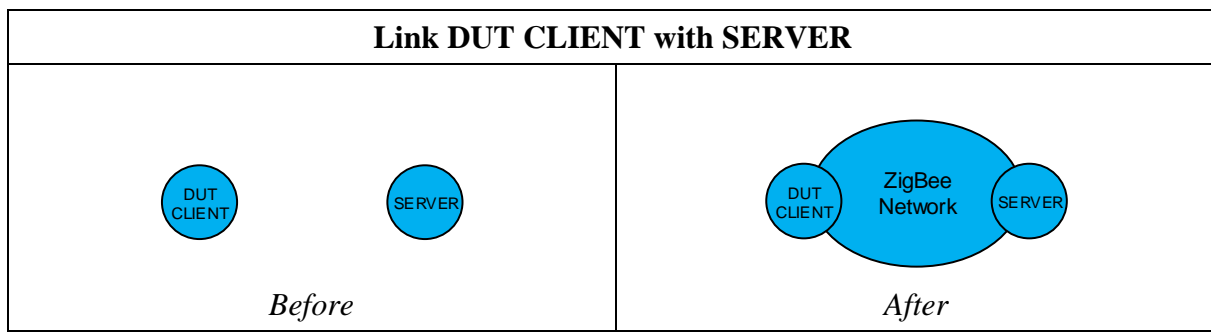 Link DUT CLIENT with SERVER
DUT
CLIENT
SERVER
Before
DUT
CLIENT
ZigBee
Network
SERVER
After